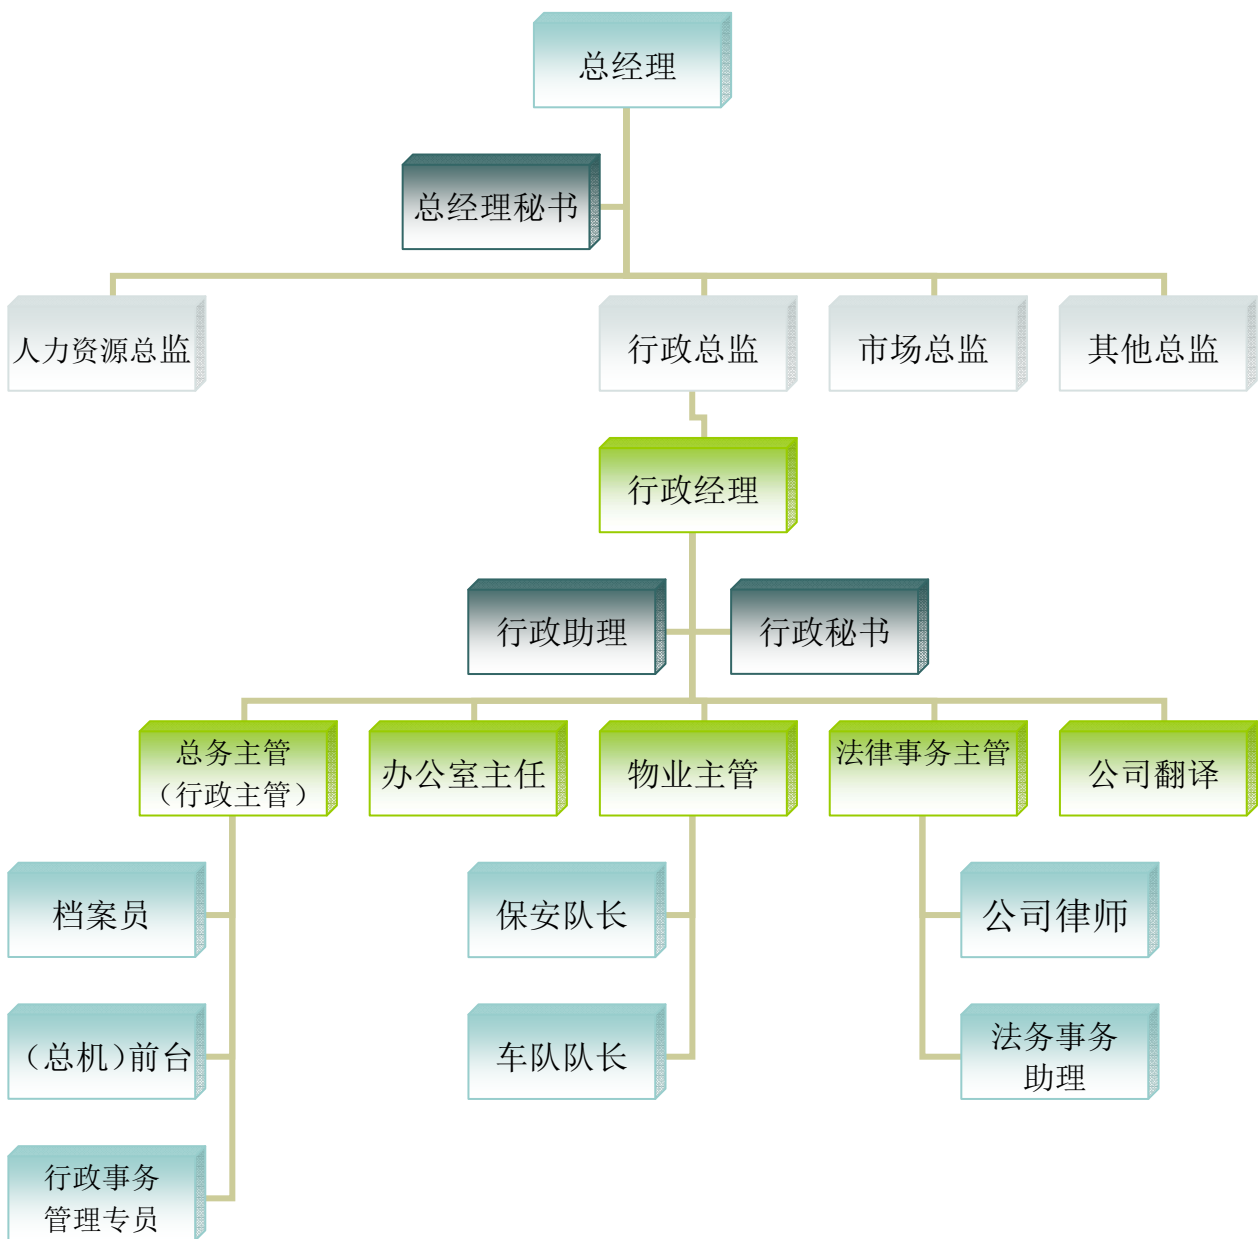 总经理
总经理秘书
人力资源总监
行政总监
市场总监
其他总监
行政经理
行政助理
行政秘书
总务主管
（行政主管）
办公室主任
物业主管
法律事务主管
公司翻译
档案员
保安队长
公司律师
（总机）前台
车队队长
法务事务
助理
行政事务
管理专员